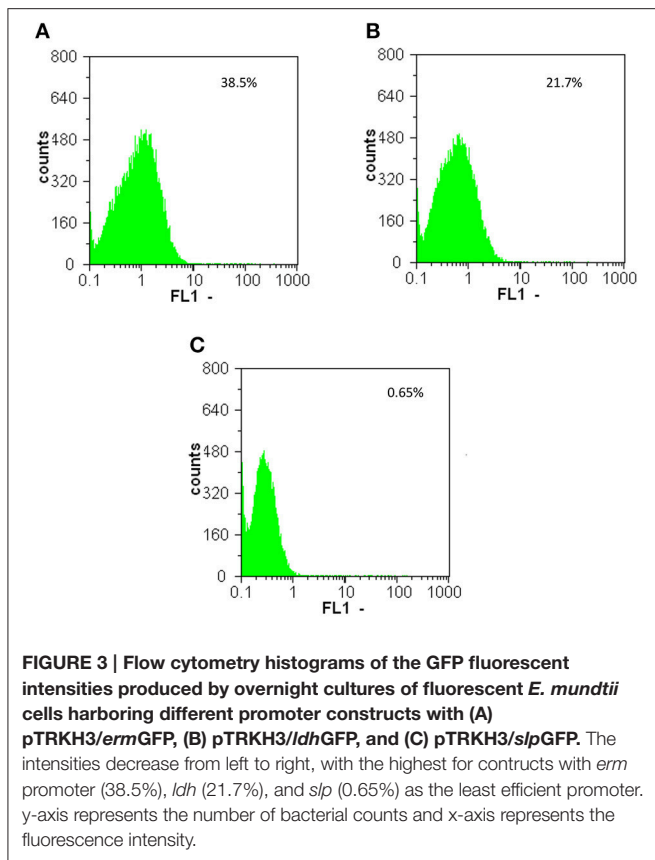 A
800
640
480
320
160
0
counts
38.5%
0.1 1 10 100 1000
FL1 -
B
800
640
480
320
160
0
counts
21.7%
0.1 1 10 100 1000
FL1 -
C
800
640
480
320
160
0
counts
0.65%
0.1 1 10 100 1000
FL1 -
FIGURE 3 | Flow cytometry histograms of the GFP fluorescent
intensities produced by overnight cultures of fluorescent E. mundtii
cells harboring different promoter constructs with (A)
pTRKH3/ermGFP, (B) pTRKH3/ldhGFP, and (C) pTRKH3/slpGFP. The
intensities decrease from left to right, with the highest for contructs with erm
promoter (38.5%), ldh (21.7%), and slp (0.65%) as the least efficient promoter.
y-axis represents the number of bacterial counts and x-axis represents the
fluorescence intensity.